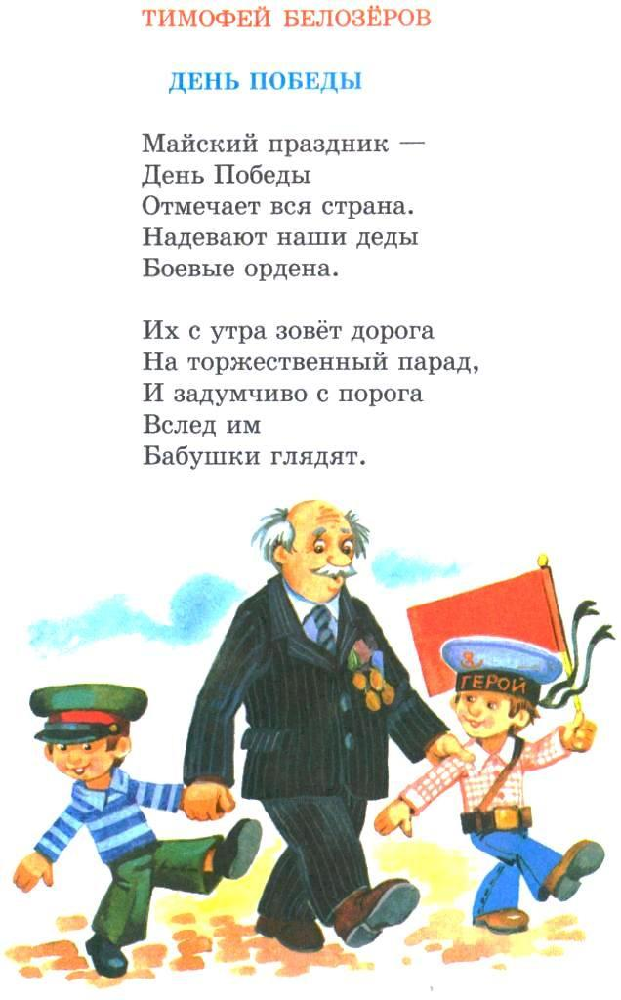 ТИМОФЕЙ БЕЛОЗЁРОВ
ДЕНЬ ПОБЕДЫ
Майский праздник —
День Победы
Отмечает вся страна.
Надевают наши деды
Боевые ордена.
Их с утра зовёт дорога
На торжественный парад,
И задумчиво с порога
Вслед им
Бабушки глядят.
ГЕРОЙ